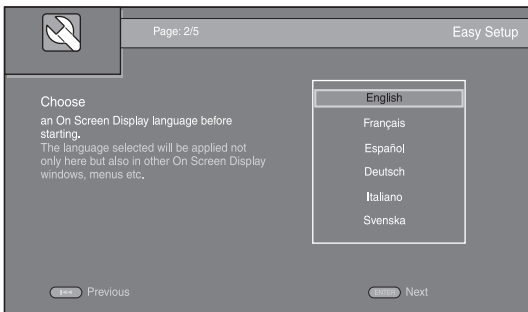 Page: 2/5
Easy Setup
Choose
an On Screen Display language before
starting.
The language selected will be applied not
only here but also in other On Screen Display
windows, menus etc.
English
Français
Español
Deutsch
Italiano
Svenska
Previous
ENTER Next